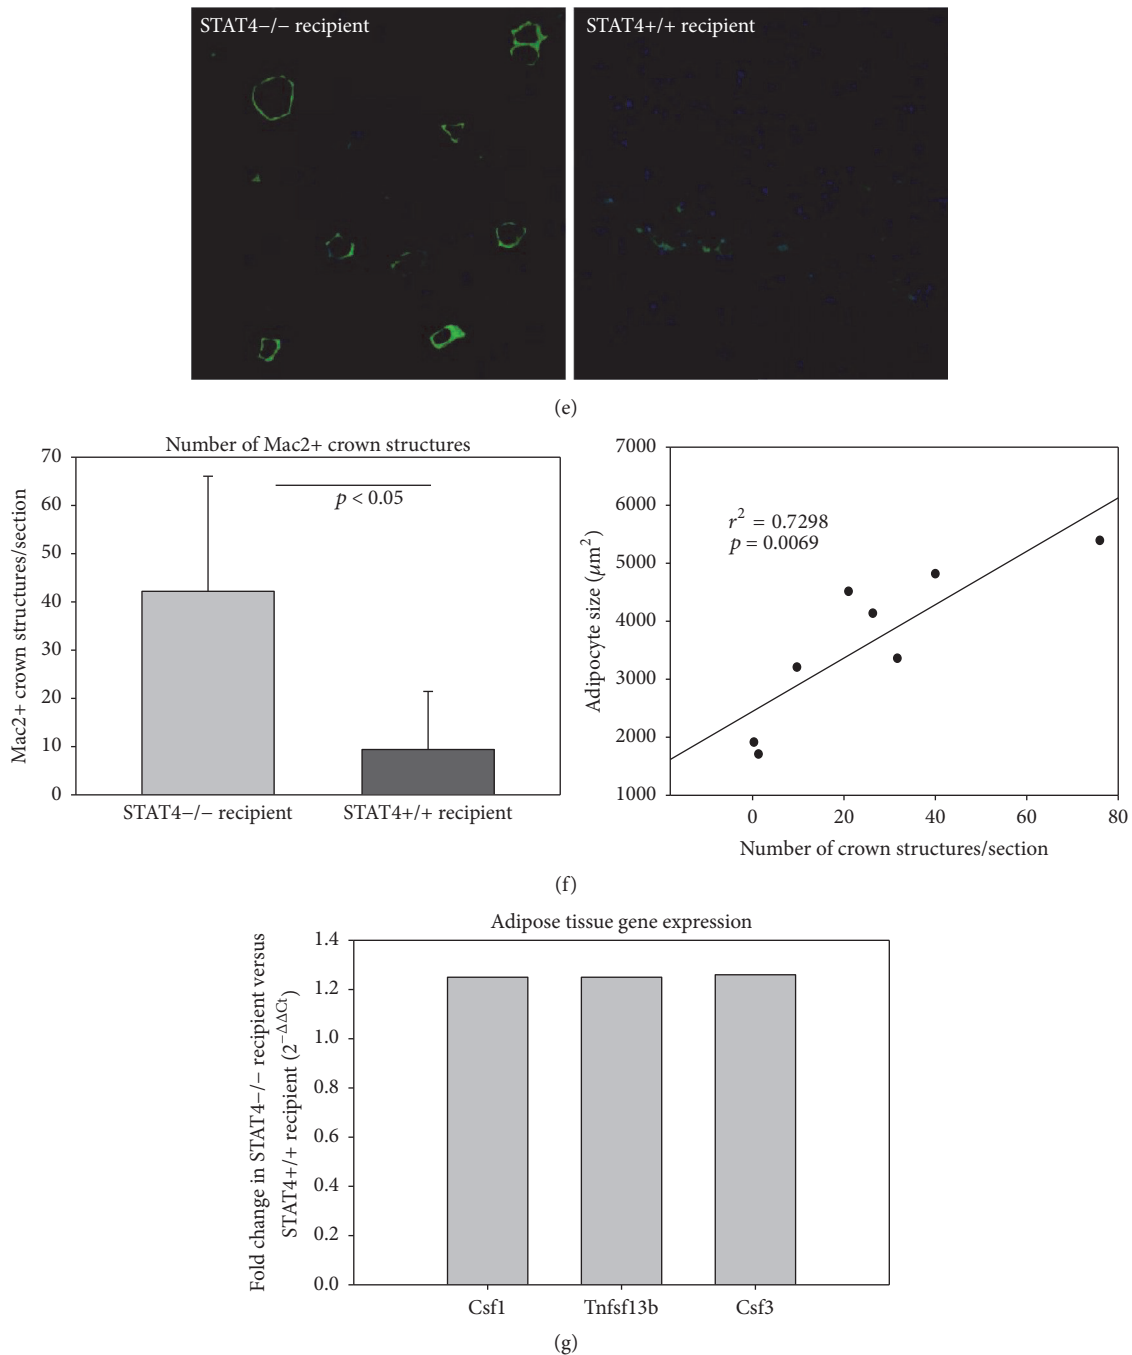 STAT4−/− recipient
STAT4+/+ recipient
(e)
Number of Mac2+ crown structures
Mac2+ crown structures/section
70
60
50
40
30
20
10
0
p < 0.05
STAT4−/− recipient
STAT4+/+ recipient
Adipocyte size (μm²)
7000
6000
5000
4000
3000
2000
1000
r² = 0.7298
p = 0.0069
0
20
40
60
80
Number of crown structures/section
(f)
Adipose tissue gene expression
Fold change in STAT4−/− recipient versus
STAT4+/+ recipient (2^−ΔΔCt)
1.4
1.2
1.0
0.8
0.6
0.4
0.2
0.0
Csf1
Tnfsf13b
Csf3
(g)